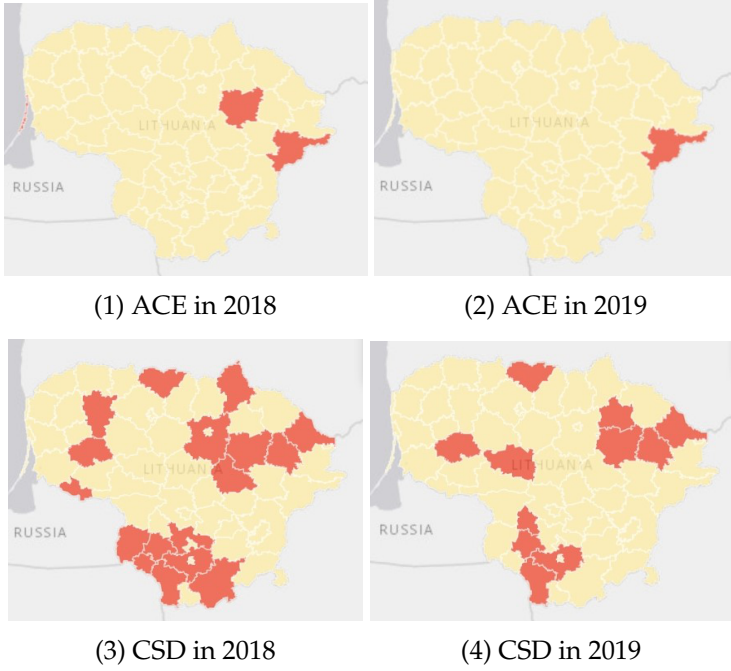 LITHUANIA
RUSSIA
LITHUANIA
RUSSIA
(1) ACE in 2018
(2) ACE in 2019
LITHUANIA
RUSSIA
LITHUANIA
RUSSIA
(3) CSD in 2018
(4) CSD in 2019